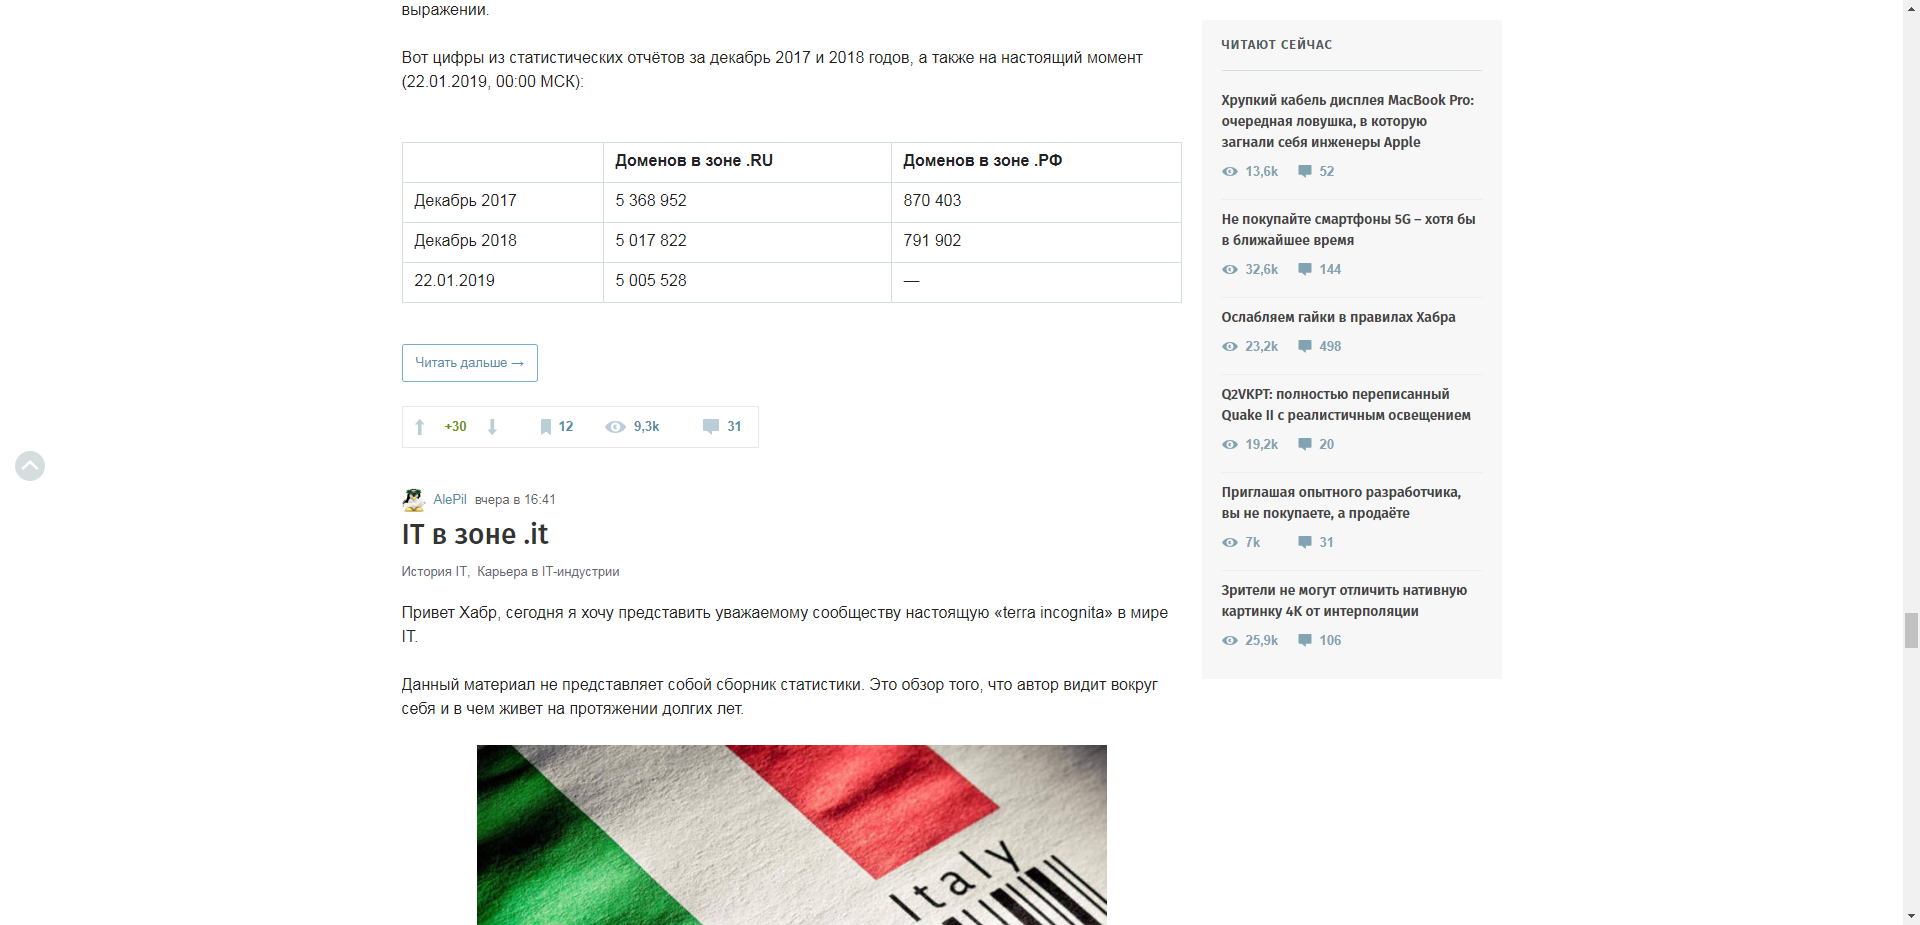 выражении.
Вот цифры из статистических отчётов за декабрь 2017 и 2018 годов, а также на настоящий момент
(22.01.2019, 00:00 МСК):
Доменов в зоне .RU Доменов в зоне .РФ
Декабрь 2017 5 368 952 870 403
Декабрь 2018 5 017 822 791 902
22.01.2019 5 005 528 —
Читать дальше →
+30 12 9,3k 31
AlePil вчера в 16:41
IT в зоне .it
История IT, Карьера в IT-индустрии
Привет Хабр, сегодня я хочу представить уважаемому сообществу настоящую «terra incognita» в мире
IT.
Данный материал не представляет собой сборник статистики. Это обзор того, что автор видит вокруг
себя и в чем живет на протяжении долгих лет.
Italy
ЧИТАЮТ СЕЙЧАС
Хрупкий кабель дисплея MacBook Pro:
очередная ловушка, в которую
загнали себя инженеры Apple
13,6k 52
Не покупайте смартфоны 5G – хотя бы
в ближайшее время
32,6k 144
Ослабляем гайки в правилах Хабра
23,2k 498
Q2VKPT: полностью переписанный
Quake II с реалистичным освещением
19,2k 20
Приглашая опытного разработчика,
вы не покупаете, а продаёте
7k 31
Зрители не могут отличить нативную
картинку 4K от интерполяции
25,9k 106